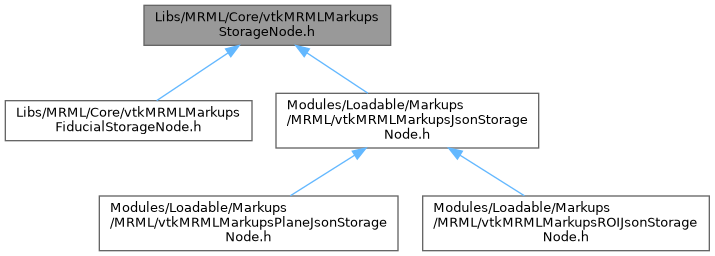 Libs/MRML/Core/vtkMRMLMarkups
StorageNode.h
Libs/MRML/Core/vtkMRMLMarkups
FiducialStorageNode.h
Modules/Loadable/Markups
/MRML/vtkMRMLMarkupsJsonStorage
Node.h
Modules/Loadable/Markups
/MRML/vtkMRMLMarkupsPlaneJsonStorage
Node.h
Modules/Loadable/Markups
/MRML/vtkMRMLMarkupsROIJsonStorage
Node.h